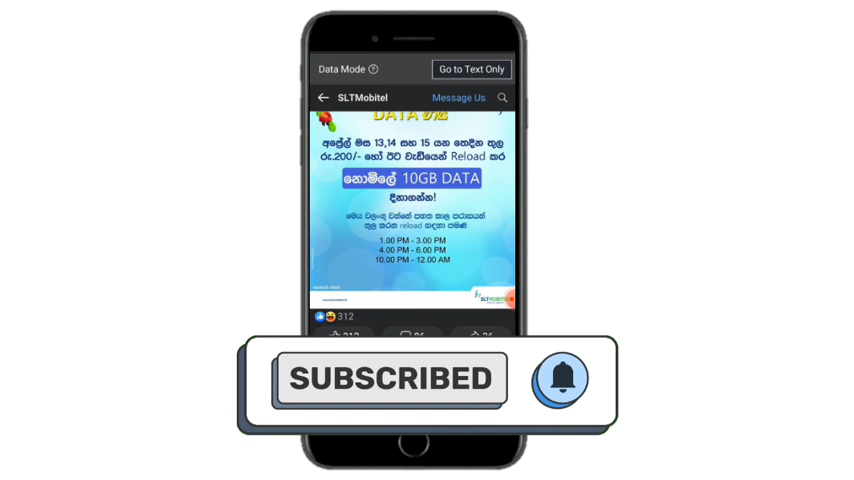 Data Mode
Go to Text Only
SLTMobitel
Message Us
DATA
අප්‍රේල් මස 13,14 සහ 15 යන තෙදින තුල
රු.200/- හෝ ඊට වැඩියෙන් Reload කර
නොමිලේ 10GB DATA
දිනාගන්න!
මෙය වලංගු වන්නේ පහත කාල පරාසයන්
තුල කරන reload සඳහා පමණි
1.00 PM - 3.00 PM
4.00 PM - 6.00 PM
10.00 PM - 12.00 AM
SLTMOBITEL
312
SUBSCRIBED